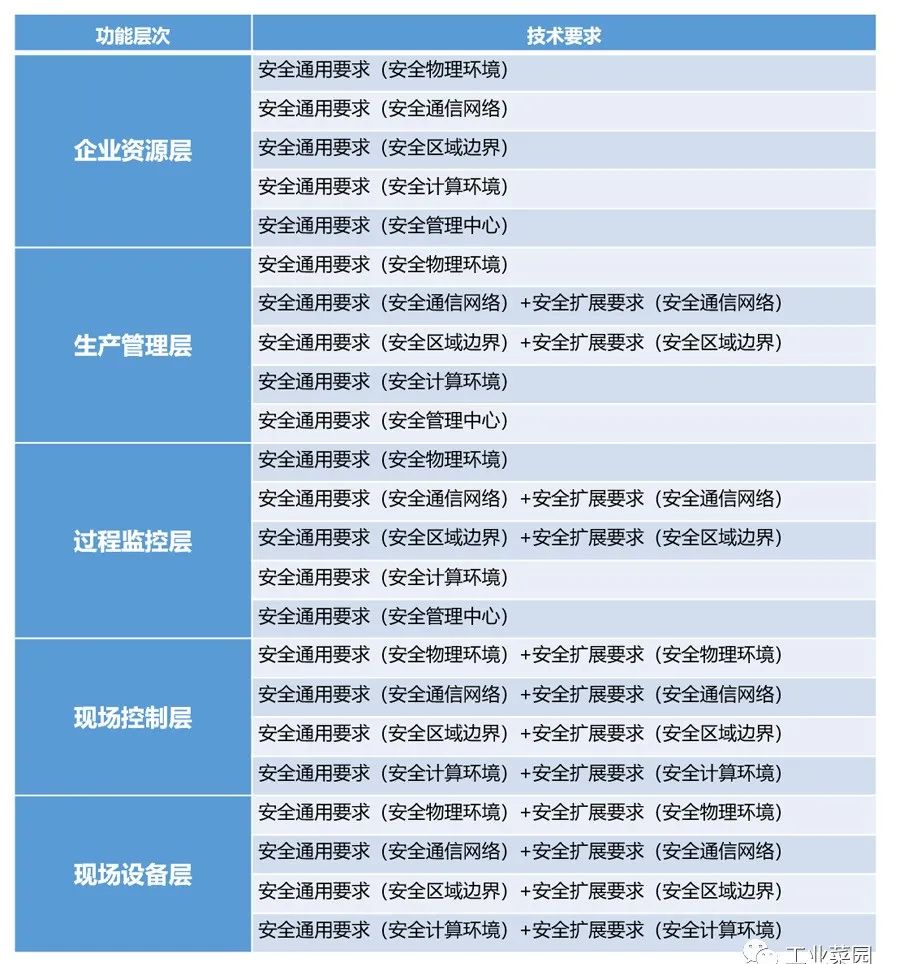 功能层次 技术要求
企业资源层
安全通用要求（安全物理环境）
安全通用要求（安全通信网络）
安全通用要求（安全区域边界）
安全通用要求（安全计算环境）
安全通用要求（安全管理中心）
生产管理层
安全通用要求（安全物理环境）
安全通用要求（安全通信网络）+安全扩展要求（安全通信网络）
安全通用要求（安全区域边界）+安全扩展要求（安全区域边界）
安全通用要求（安全计算环境）
安全通用要求（安全管理中心）
过程监控层
安全通用要求（安全物理环境）
安全通用要求（安全通信网络）+安全扩展要求（安全通信网络）
安全通用要求（安全区域边界）+安全扩展要求（安全区域边界）
安全通用要求（安全计算环境）
安全通用要求（安全管理中心）
现场控制层
安全通用要求（安全物理环境）+安全扩展要求（安全物理环境）
安全通用要求（安全通信网络）+安全扩展要求（安全通信网络）
安全通用要求（安全区域边界）+安全扩展要求（安全区域边界）
安全通用要求（安全计算环境）+安全扩展要求（安全计算环境）
现场设备层
安全通用要求（安全物理环境）+安全扩展要求（安全物理环境）
安全通用要求（安全通信网络）+安全扩展要求（安全通信网络）
安全通用要求（安全区域边界）+安全扩展要求（安全区域边界）
安全通用要求（安全计算环境）+安全扩展要求（安全计算环境）
工业菜园